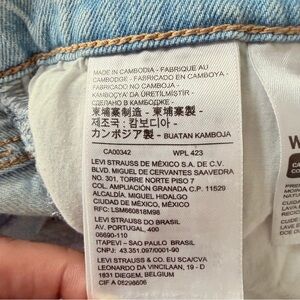 MADE IN CAMBODIA - FABRIQUE AU
CAMBODGE - FABRICADO EN CAMBOYA
FABRICADO NO CAMBOJA -
KAMBOÇYA'DA ÜRETİLMİŞTİR -
СДЕЛАНО В КАМБОДЖЕ -
柬埔寨制造 - 柬埔寨製 -
제조국 : 캄보디아 -
カンボジア製 - BUATAN KAMBOJA
CA00342 WPL 423
LEVI STRAUSS DE MÉXICO S.A. DE C.V.
BLVD. MIGUEL DE CERVANTES SAAVEDRA
NO. 301, TORRE NORTE PISO 7
COL. AMPLIACIÓN GRANADA C.P. 11529
ALCALDÍA. MIGUEL HIDALGO
CIUDAD DE MÉXICO, MÉXICO
RFC: LSM660818M98
LEVI STRAUSS DO BRASIL
AV. PORTUGAL, 400
06690-110
ITAPEVI - SAO PAULO BRASIL
CNPJ: 43.351.097/0001-90
LEVI STRAUSS & CO. EU SCA/CVA
LEONARDO DA VINCILAAN, 19 - D
1831 DIEGEM, BELGIUM
CIF A 08298606